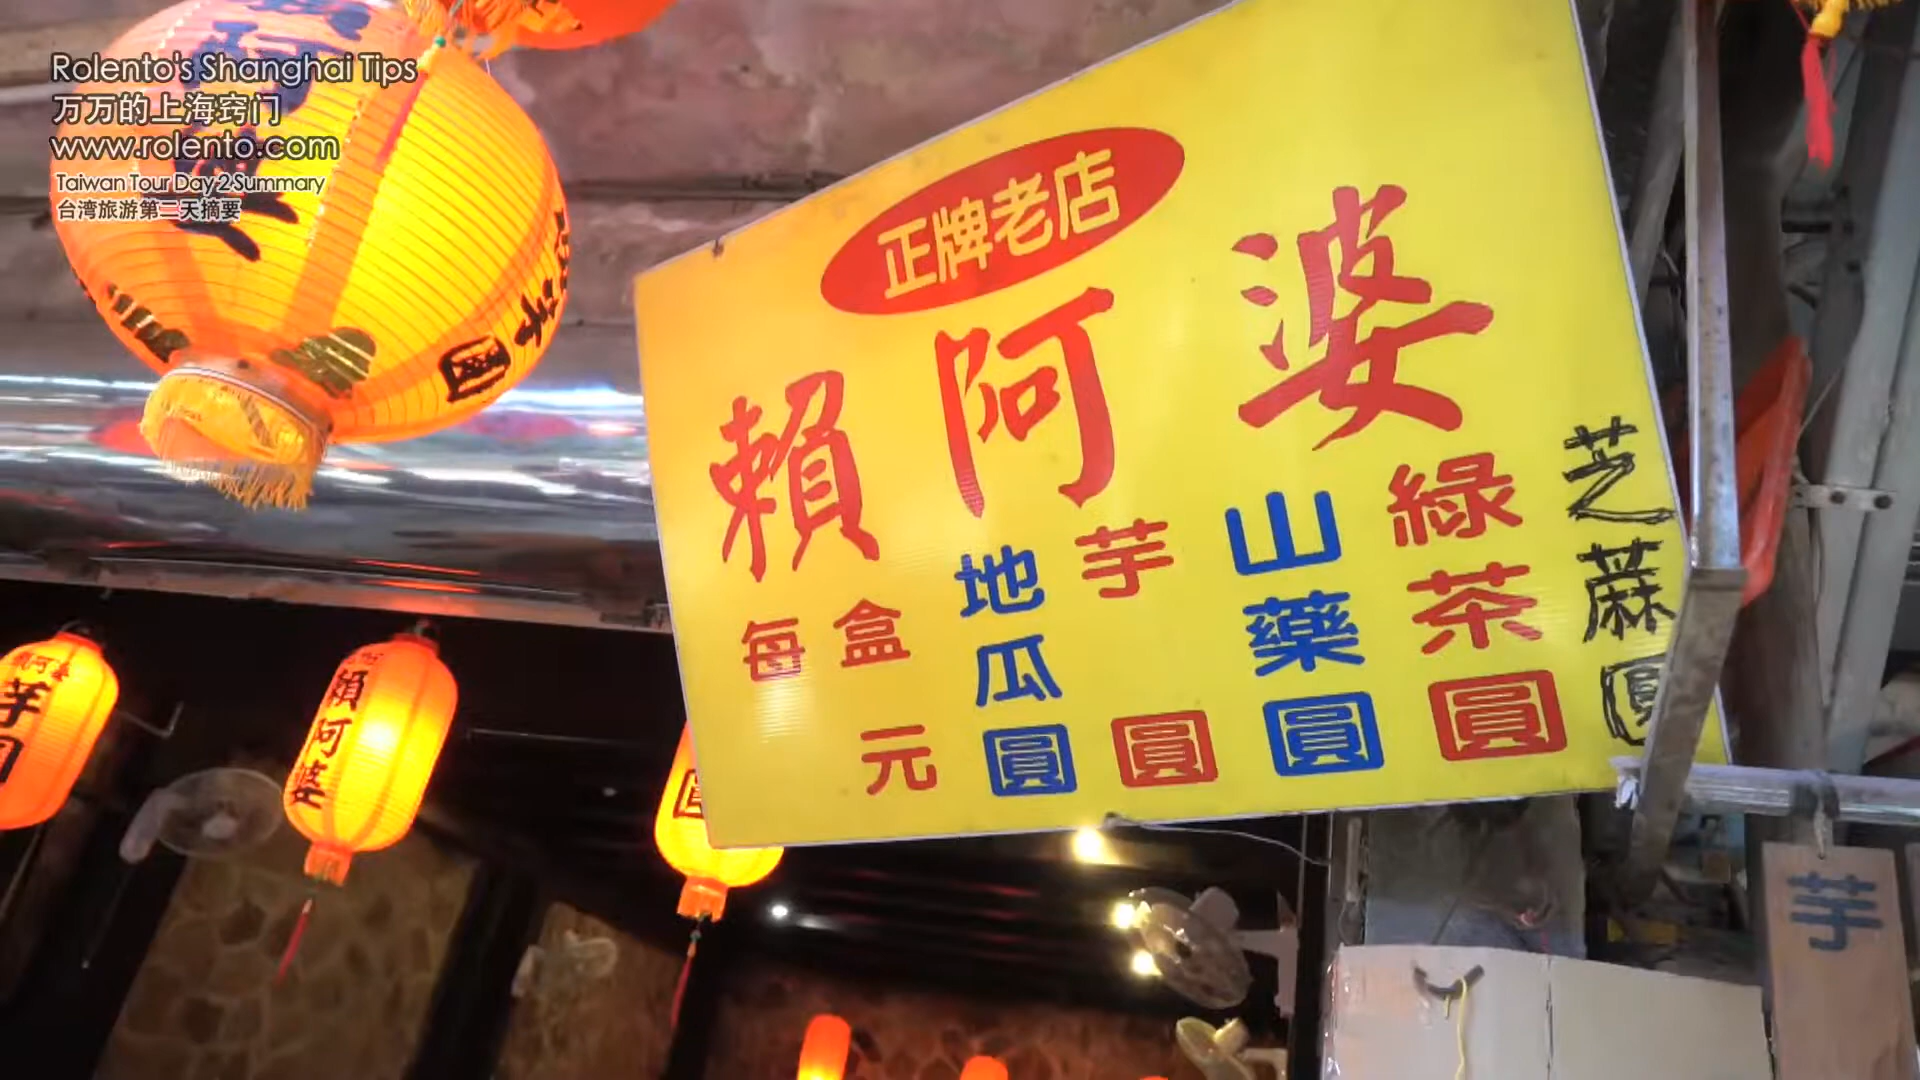 Rolento's Shanghai Tips
万万的上海窍门
www.rolento.com
Taiwan Tour Day 2 Summary
台湾旅游第二天摘要
正牌老店
賴阿婆
芝蔴圓
綠茶圓
山藥圓
芋圓
地瓜圓
每盒元
芋圓
賴阿婆
芋圓
圓
芋